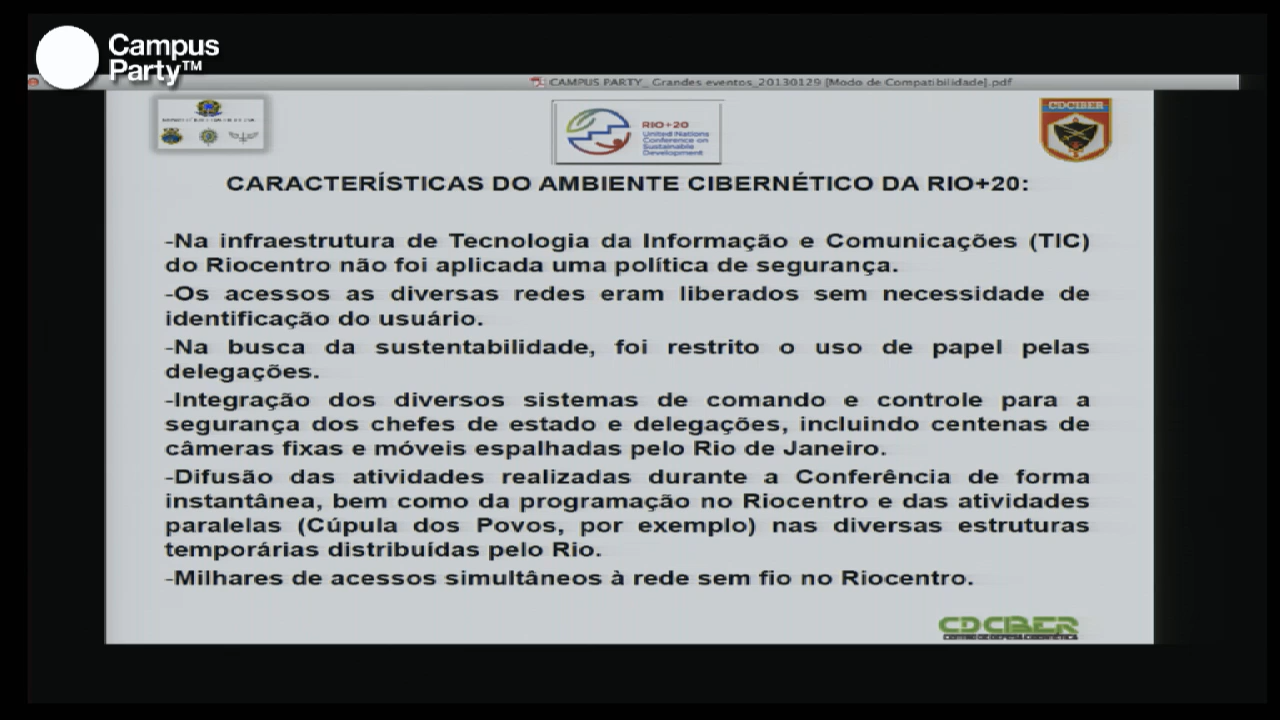 Campus
Party™
CAMPUS PARTY_ Grandes eventos_20130129 [Modo de Compatibilidade].pdf
RIO+20
United Nations
Conference on
Sustainable
Development
CARACTERÍSTICAS DO AMBIENTE CIBERNÉTICO DA RIO+20:
-Na infraestrutura de Tecnologia da Informação e Comunicações (TIC)
do Riocentro não foi aplicada uma política de segurança.
-Os acessos as diversas redes eram liberados sem necessidade de
identificação do usuário.
-Na busca da sustentabilidade, foi restrito o uso de papel pelas
delegações.
-Integração dos diversos sistemas de comando e controle para a
segurança dos chefes de estado e delegações, incluindo centenas de
câmeras fixas e móveis espalhadas pelo Rio de Janeiro.
-Difusão das atividades realizadas durante a Conferência de forma
instantânea, bem como da programação no Riocentro e das atividades
paralelas (Cúpula dos Povos, por exemplo) nas diversas estruturas
temporárias distribuídas pelo Rio.
-Milhares de acessos simultâneos à rede sem fio no Riocentro.
CDCIBER
CENTRO DE DEFESA CIBERNÉTICA